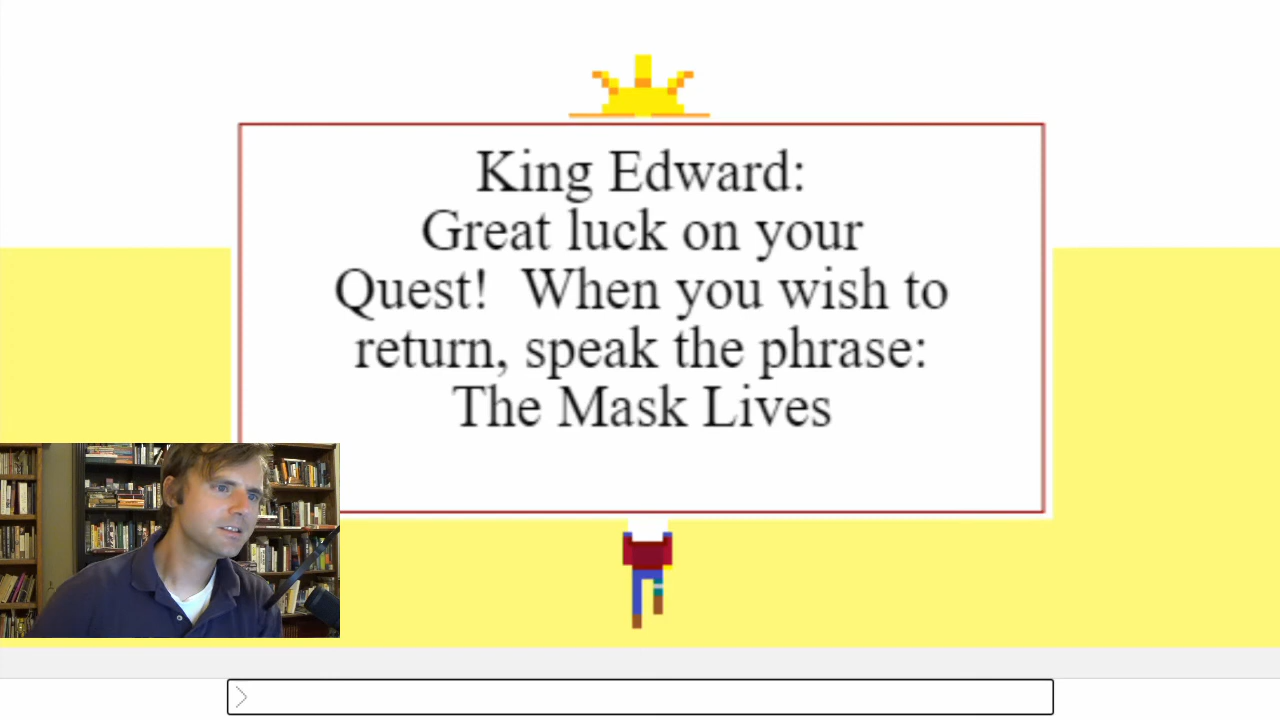 King Edward:
Great luck on your
Quest!  When you wish to
return, speak the phrase:
The Mask Lives